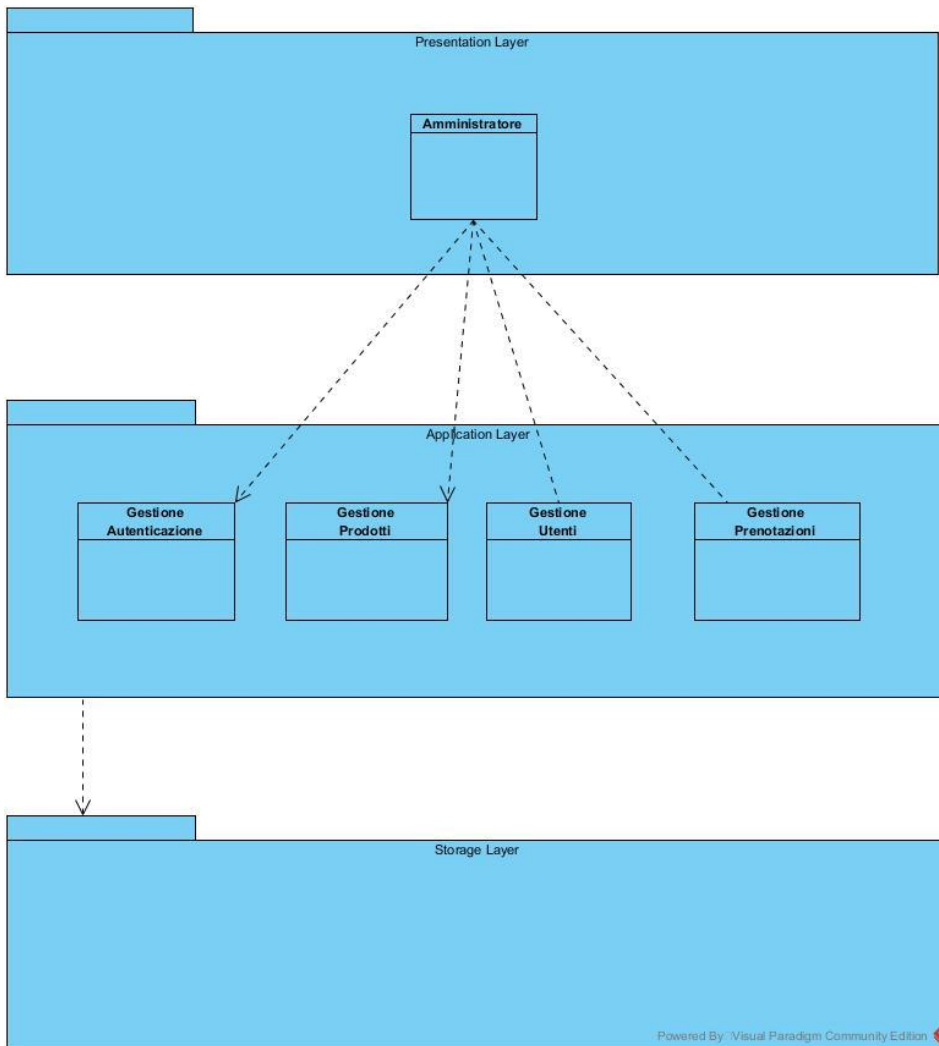 Presentation Layer
Amministratore
Application Layer
Gestione
Autenticazione
Gestione
Prodotti
Gestione
Utenti
Gestione
Prenotazioni
Storage Layer
Powered By Visual Paradigm Community Edition